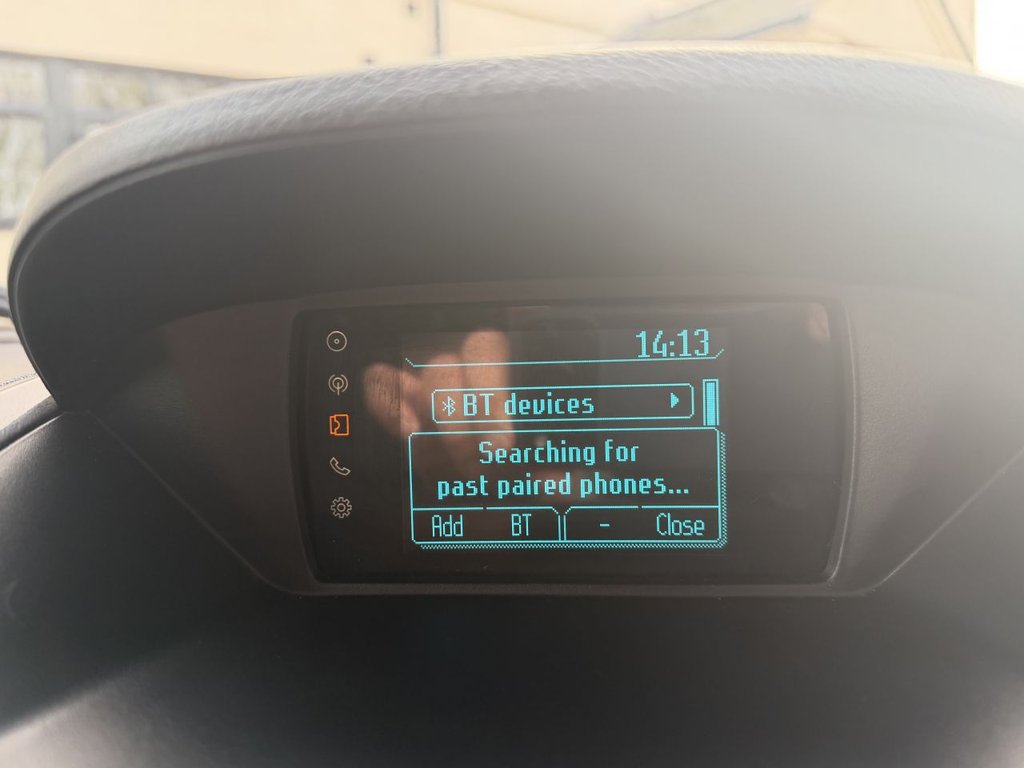 14:13
BT devices
Searching for
past paired phones...
Add BT - Close